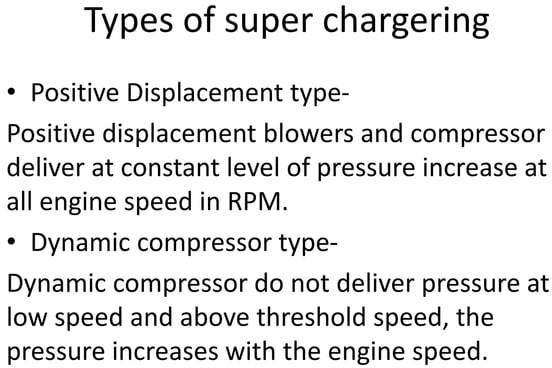 Types of super chargering
• Positive Displacement type-
Positive displacement blowers and compressor
deliver at constant level of pressure increase at
all engine speed in RPM.
• Dynamic compressor type-
Dynamic compressor do not deliver pressure at
low speed and above threshold speed, the
pressure increases with the engine speed.